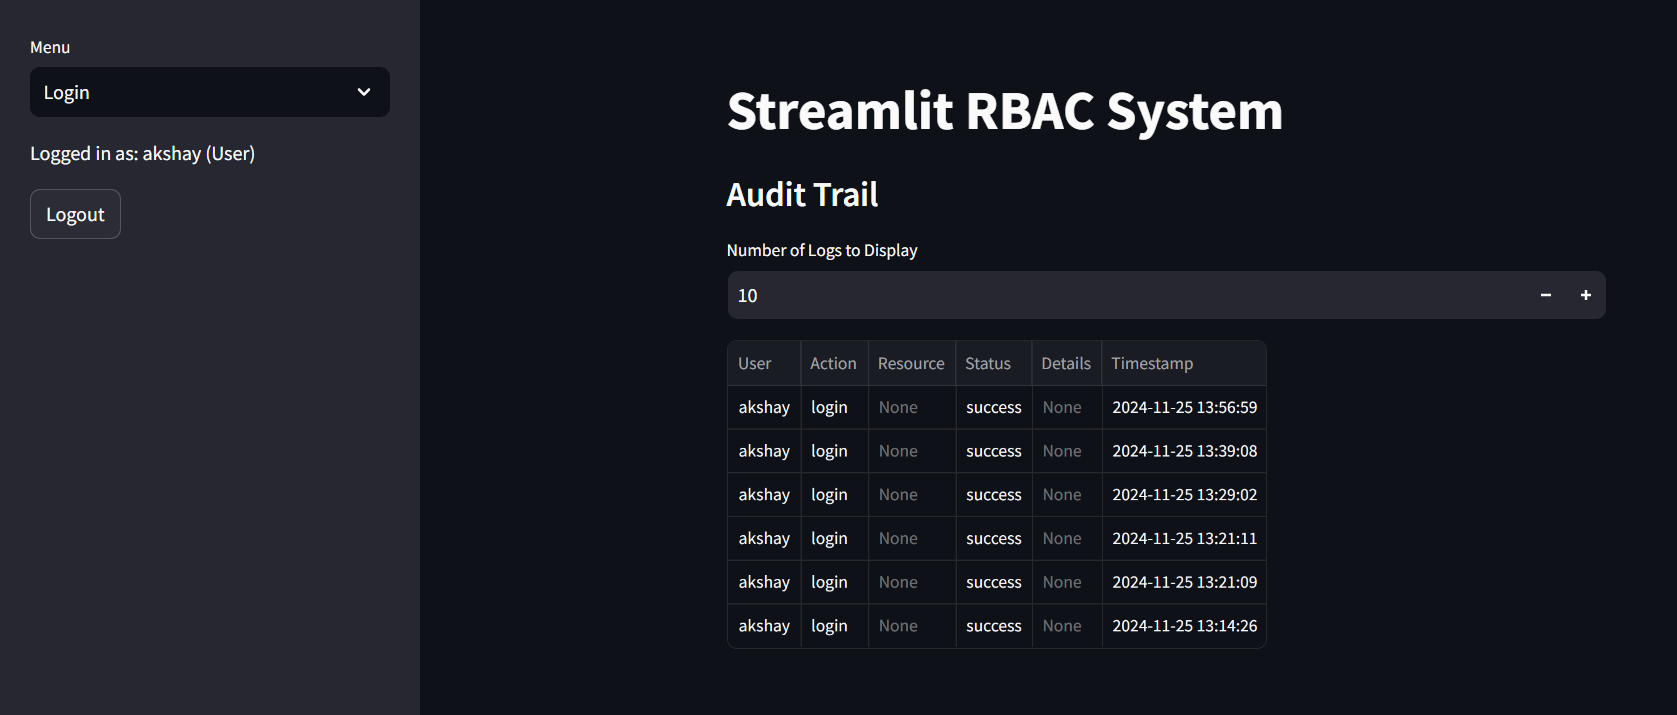 Menu
Login
Logged in as: akshay (User)
Logout
Streamlit RBAC System
Audit Trail
Number of Logs to Display
10
User Action Resource Status Details Timestamp
akshay login None success None 2024-11-25 13:56:59
akshay login None success None 2024-11-25 13:39:08
akshay login None success None 2024-11-25 13:29:02
akshay login None success None 2024-11-25 13:21:11
akshay login None success None 2024-11-25 13:21:09
akshay login None success None 2024-11-25 13:14:26